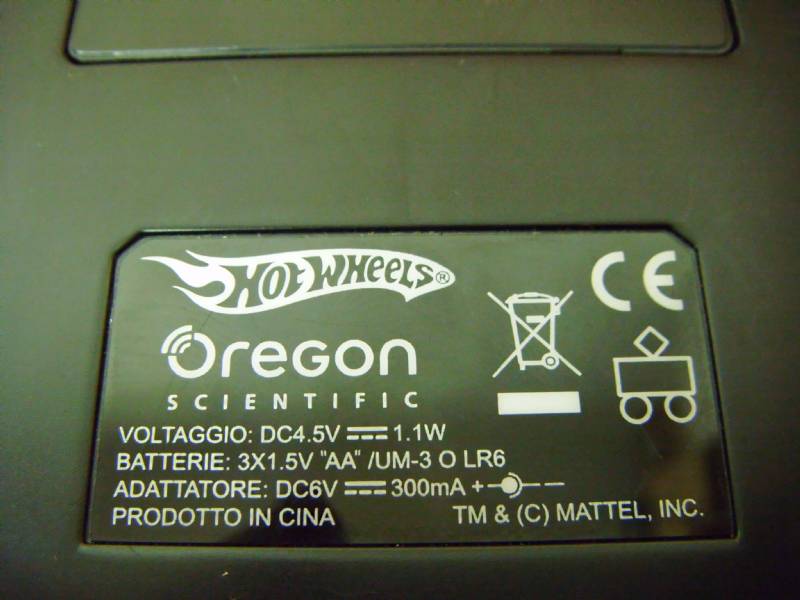 HOT WHEELS®
Oregon
SCIENTIFIC
CE
VOLTAGGIO: DC4.5V 1.1W
BATTERIE: 3X1.5V "AA" /UM-3 O LR6
ADATTATORE: DC6V 300mA + –
PRODOTTO IN CINA
TM & (C) MATTEL, INC.